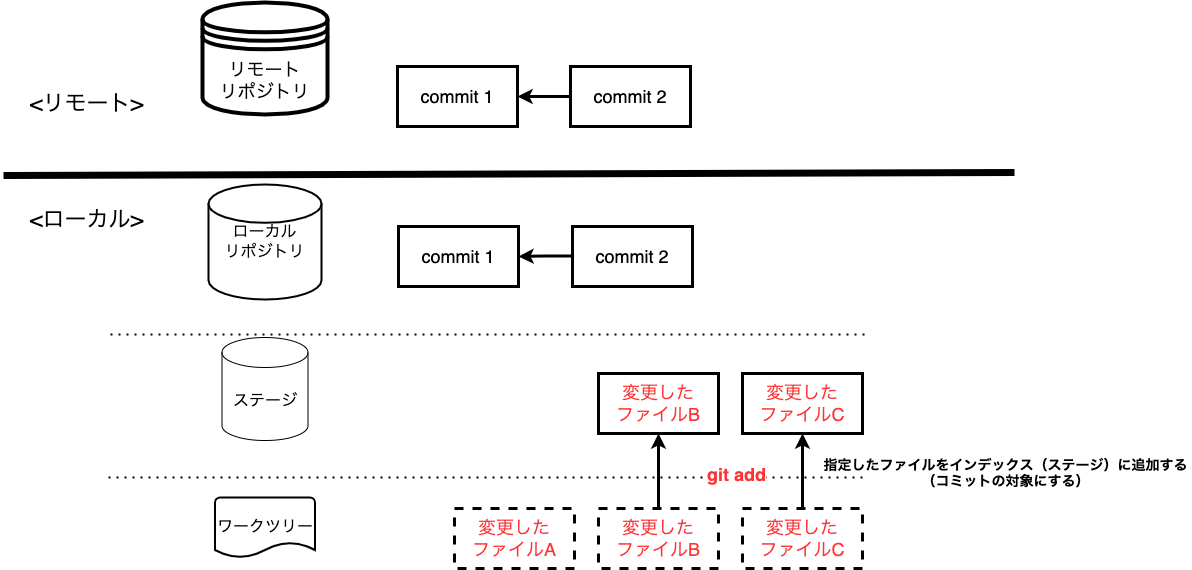 リモート
リポジトリ
<リモート>
commit 1
commit 2
<ローカル>
ローカル
リポジトリ
commit 1
commit 2
ステージ
変更した
ファイルB
変更した
ファイルC
git add
指定したファイルをインデックス（ステージ）に追加する
（コミットの対象にする）
ワークツリー
変更した
ファイルA
変更した
ファイルB
変更した
ファイルC